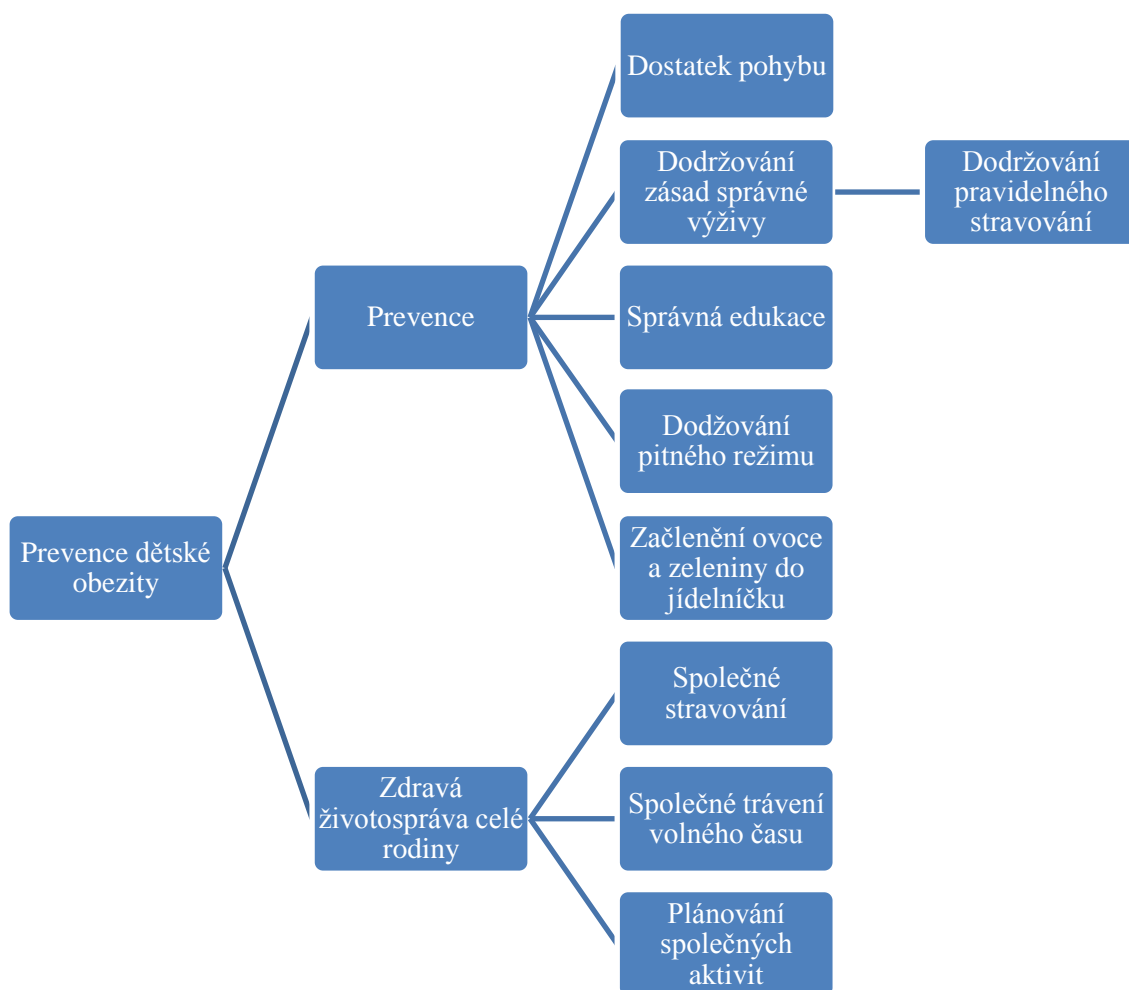 Dostatek pohybu
Dodržování
zásad správné
výživy
Dodržování
pravidelného
stravování
Prevence
Správná edukace
Dodžování
pitného režimu
Prevence dětské
obezity
Začlenění ovoce
a zeleniny do
jídelníčku
Společné
stravování
Zdravá
životospráva celé
rodiny
Společné trávení
volného času
Plánování
společných
aktivit